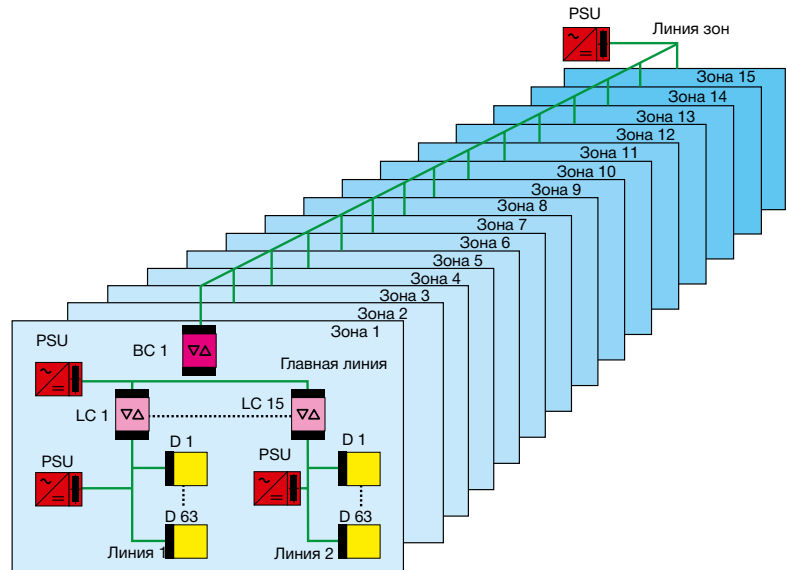 PSU
Линия зон
Зона 15
Зона 14
Зона 13
Зона 12
Зона 11
Зона 10
Зона 9
Зона 8
Зона 7
Зона 6
Зона 5
Зона 4
Зона 3
Зона 2
Зона 1
PSU
BC 1
Главная линия
LC 1
LC 15
PSU
D 1
PSU
D 1
D 63
D 63
Линия 1
Линия 2